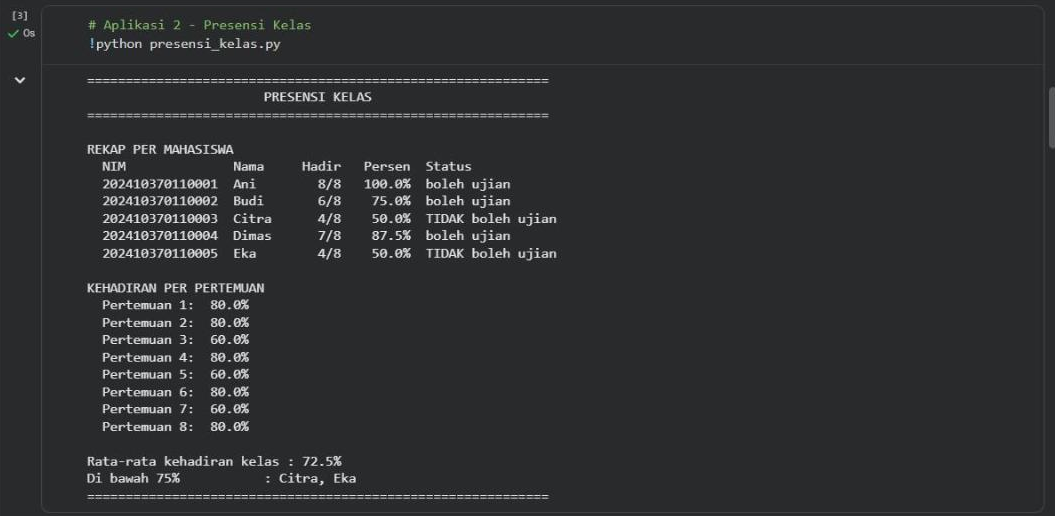 [3]
0s
# Aplikasi 2 - Presensi Kelas
!python presensi_kelas.py
============================================================
PRESENSI KELAS
============================================================
REKAP PER MAHASISWA
NIM Nama Hadir Persen Status
202410370110001 Ani 8/8 100.0% boleh ujian
202410370110002 Budi 6/8 75.0% boleh ujian
202410370110003 Citra 4/8 50.0% TIDAK boleh ujian
202410370110004 Dimas 7/8 87.5% boleh ujian
202410370110005 Eka 4/8 50.0% TIDAK boleh ujian
KEHADIRAN PER PERTEMUAN
Pertemuan 1: 80.0%
Pertemuan 2: 80.0%
Pertemuan 3: 60.0%
Pertemuan 4: 80.0%
Pertemuan 5: 60.0%
Pertemuan 6: 80.0%
Pertemuan 7: 60.0%
Pertemuan 8: 80.0%
Rata-rata kehadiran kelas : 72.5%
Di bawah 75% : Citra, Eka
============================================================